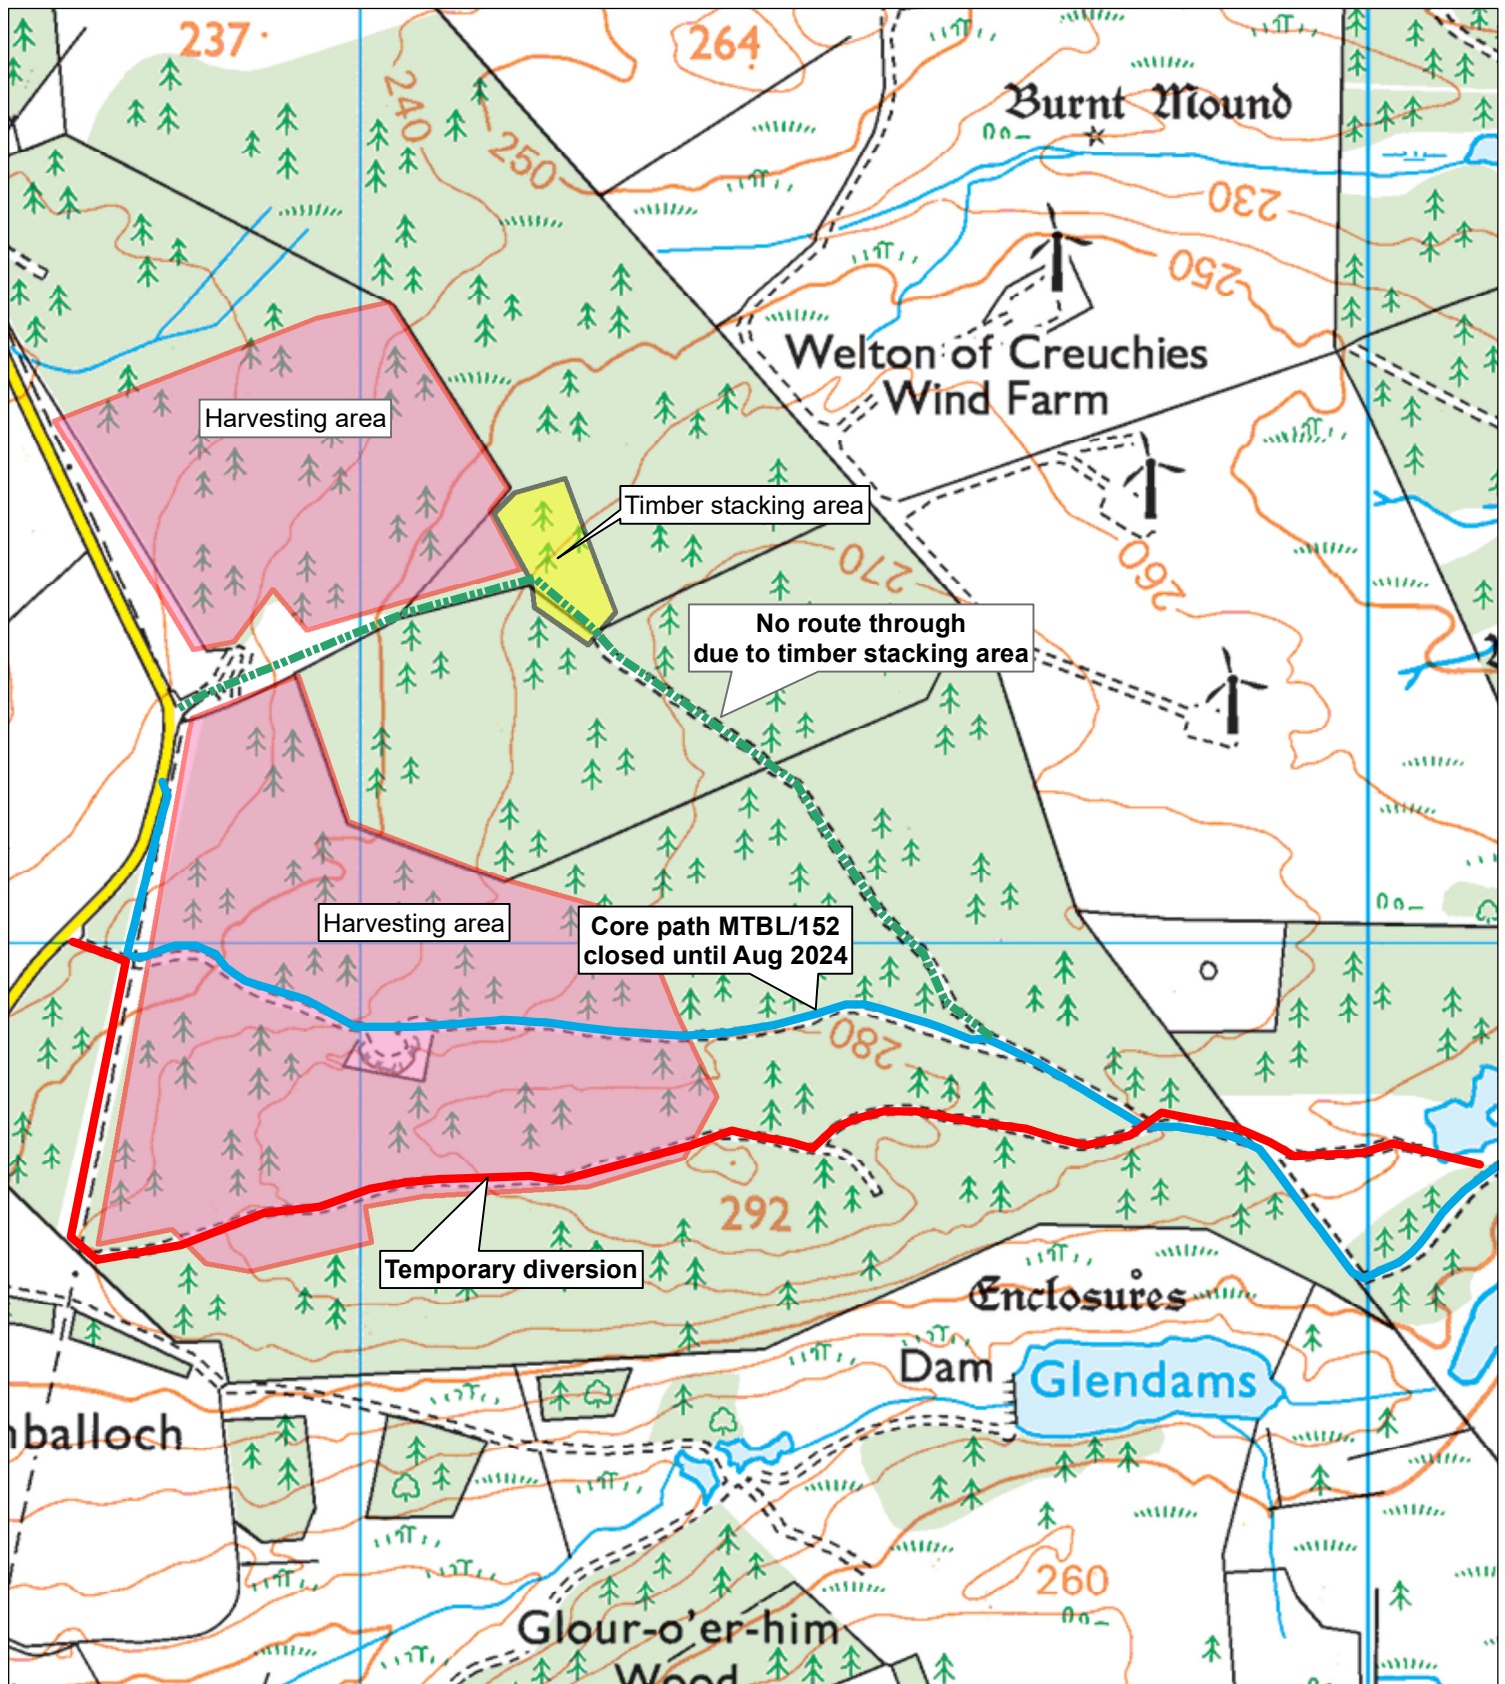 237
264
Burnt Mound
240
250
230
250
Welton of Creuchies
Wind Farm
Harvesting area
Timber stacking area
270
260
No route through
due to timber stacking area
Harvesting area
Core path MTBL/152
closed until Aug 2024
280
292
Temporary diversion
Enclosures
Dam
Glendams
balloch
260
Glour-o'er-him
Wood